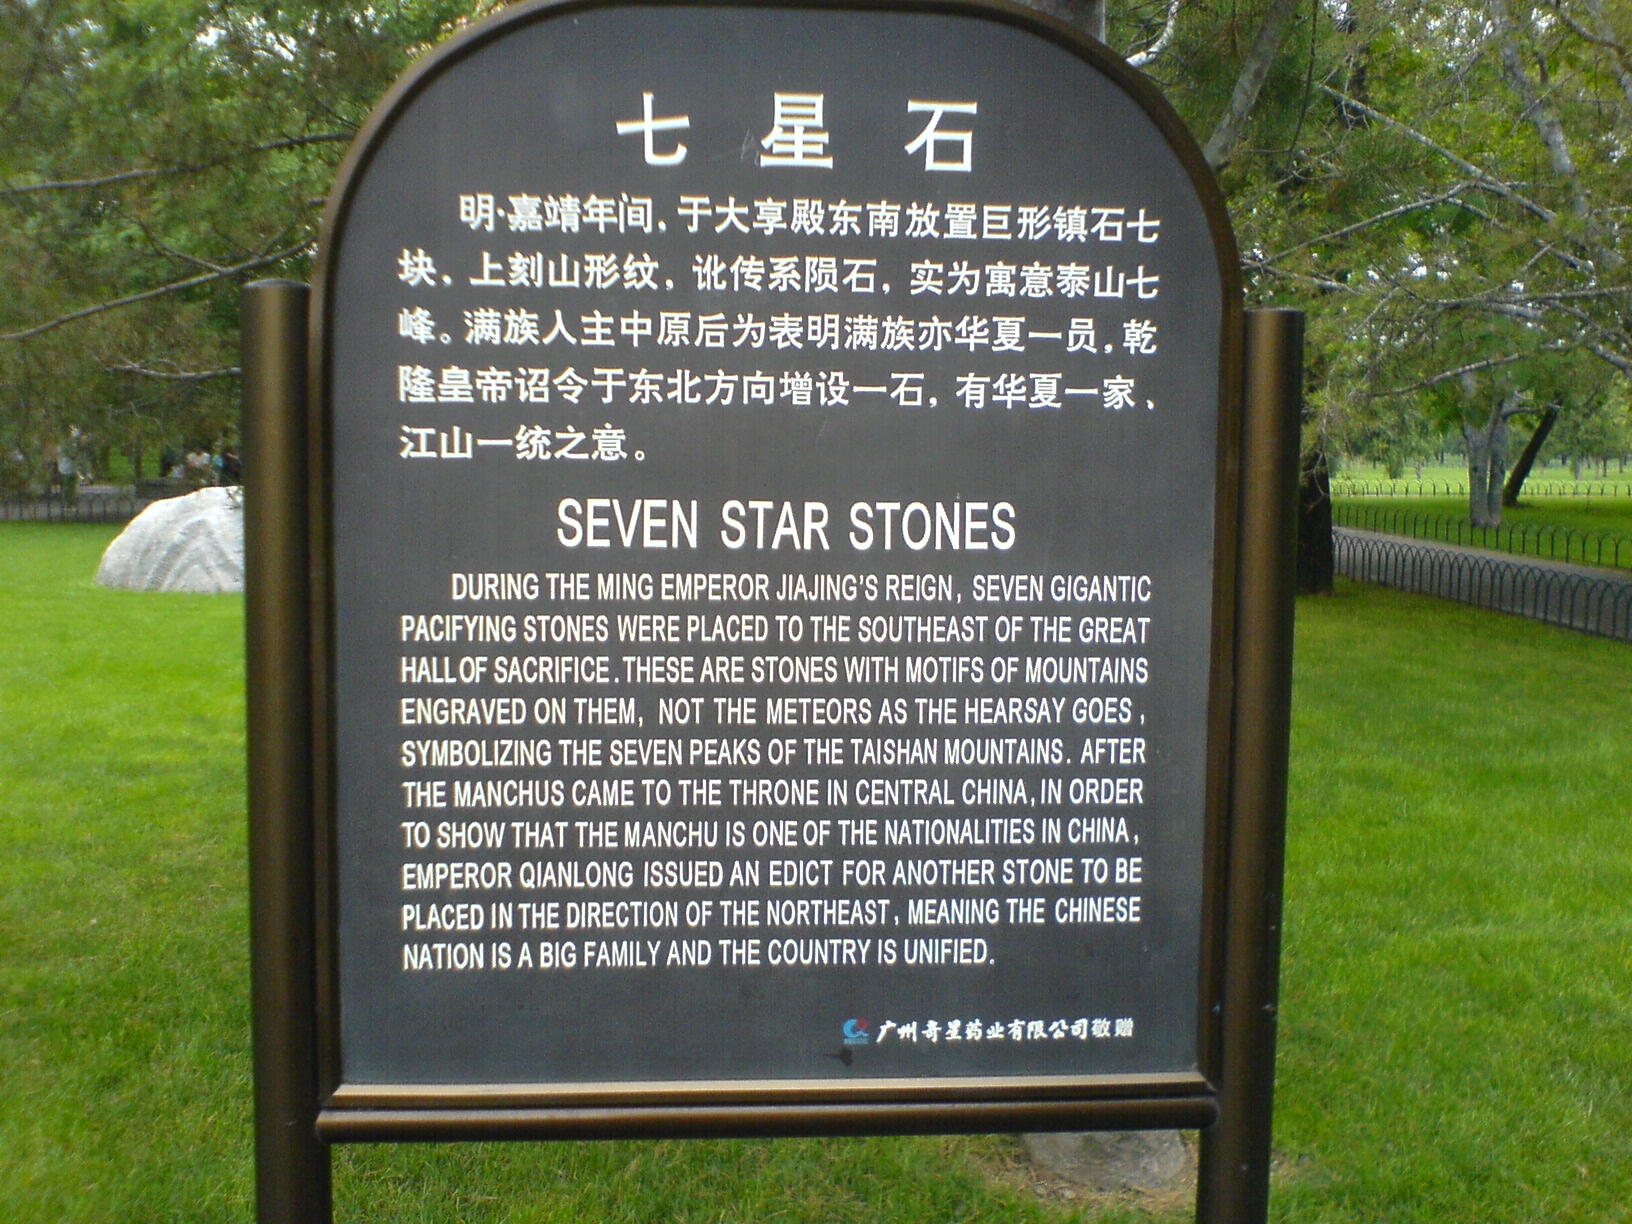 七星石
明·嘉靖年间，于大享殿东南放置巨形镇石七
块，上刻山形纹，讹传系陨石，实为寓意泰山七
峰。满族入主中原后为表明满族亦华夏一员，乾
隆皇帝诏令于东北方向增设一石，有华夏一家、
江山一统之意。
SEVEN STAR STONES
DURING THE MING EMPEROR JIAJING'S REIGN, SEVEN GIGANTIC
PACIFYING STONES WERE PLACED TO THE SOUTHEAST OF THE GREAT
HALL OF SACRIFICE. THESE ARE STONES WITH MOTIFS OF MOUNTAINS
ENGRAVED ON THEM, NOT THE METEORS AS THE HEARSAY GOES,
SYMBOLIZING THE SEVEN PEAKS OF THE TAISHAN MOUNTAINS. AFTER
THE MANCHUS CAME TO THE THRONE IN CENTRAL CHINA, IN ORDER
TO SHOW THAT THE MANCHU IS ONE OF THE NATIONALITIES IN CHINA,
EMPEROR QIANLONG ISSUED AN EDICT FOR ANOTHER STONE TO BE
PLACED IN THE DIRECTION OF THE NORTHEAST, MEANING THE CHINESE
NATION IS A BIG FAMILY AND THE COUNTRY IS UNIFIED.
广州奇星药业有限公司敬赠